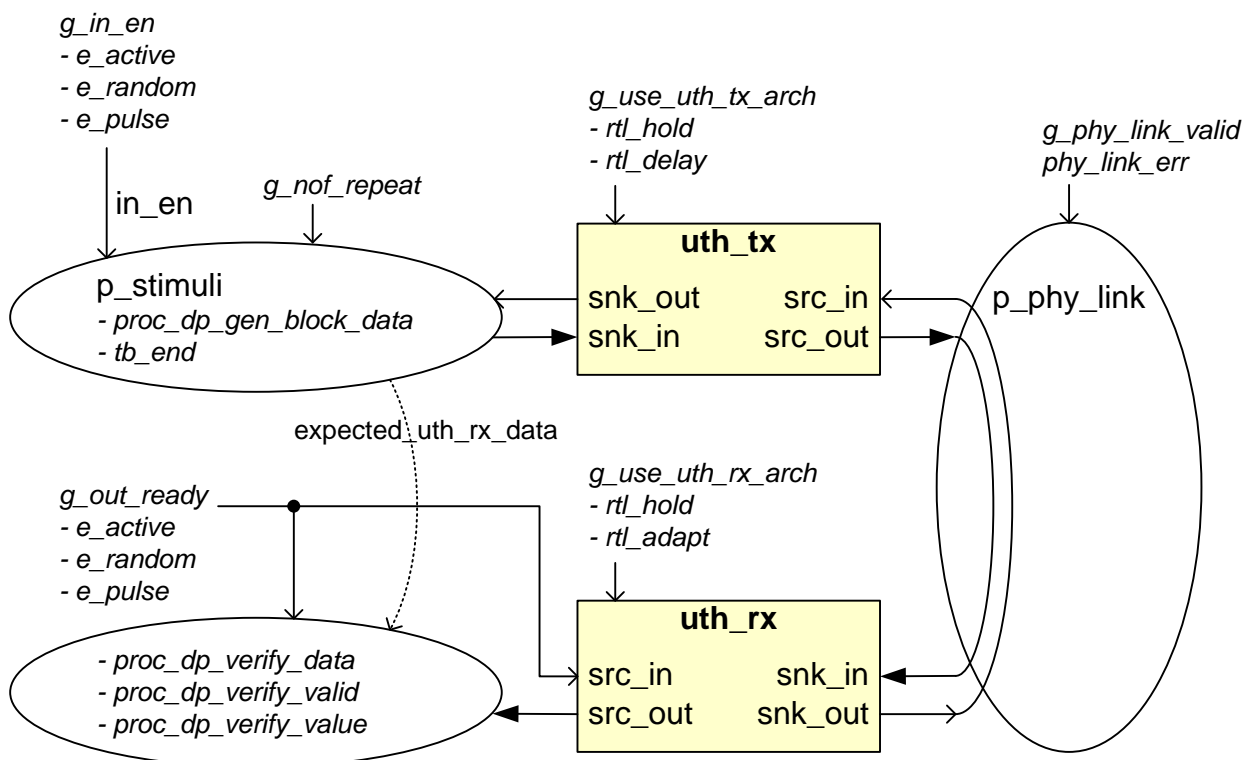 g_in_en
- e_active
- e_random
- e_pulse
in_en
g_nof_repeat
g_use_uth_tx_arch
- rtl_hold
- rtl_delay
g_phy_link_valid
phy_link_err
p_stimuli
- proc_dp_gen_block_data
- tb_end
uth_tx
snk_out src_in
snk_in src_out
p_phy_link
expected_uth_rx_data
g_out_ready
- e_active
- e_random
- e_pulse
g_use_uth_rx_arch
- rtl_hold
- rtl_adapt
- proc_dp_verify_data
- proc_dp_verify_valid
- proc_dp_verify_value
uth_rx
src_in snk_in
src_out snk_out